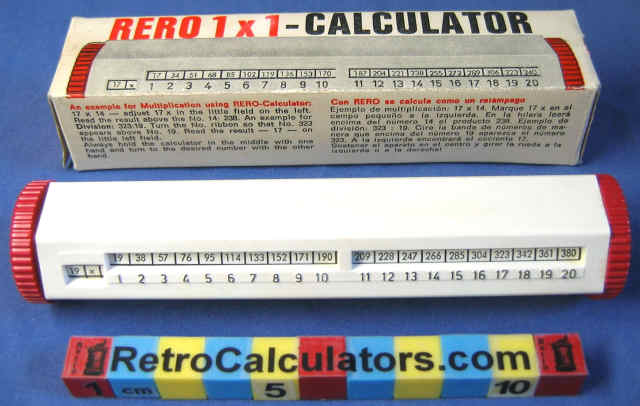 RERO 1 x 1 - CALCULATOR
17 34 51 68 85 102 119 136 153 170 187 204 221 238 255 272 289 306 323 340
17 x 1 2 3 4 5 6 7 8 9 10 11 12 13 14 15 16 17 18 19 20
An example for Multiplication using RERO-Calculator:
17 x 14 — adjust 17 x in the little field on the left.
Read the result above the No. 14: 238. An example for
Division: 323:19. Turn the No. ribbon so that No. 323
appears above No. 19. Read the result — 17 — on
the little left field.
Always hold the calculator in the middle with one
hand and turn to the desired number with the other
hand.
Con RERO se calcula como un relampago
Ejemplo de multiplicación: 17 x 14. Marque 17 x en el
campo pequeño a la izquierda. En la hilera leerá
encima del número 14 el producto 238. Ejemplo de
división: 323 : 19. Gire la banda de números de ma-
nera que encima del número 19 aparezca el número
323. A la izquierda encontrará el resultado 17.
Sostener el aparato en el centro y girar la rueda a la
izquierda o a la derecha!
19 38 57 76 95 114 133 152 171 190 209 228 247 266 285 304 323 342 361 380
19 x 1 2 3 4 5 6 7 8 9 10 11 12 13 14 15 16 17 18 19 20
RetroCalculators.com
1 cm 5 10